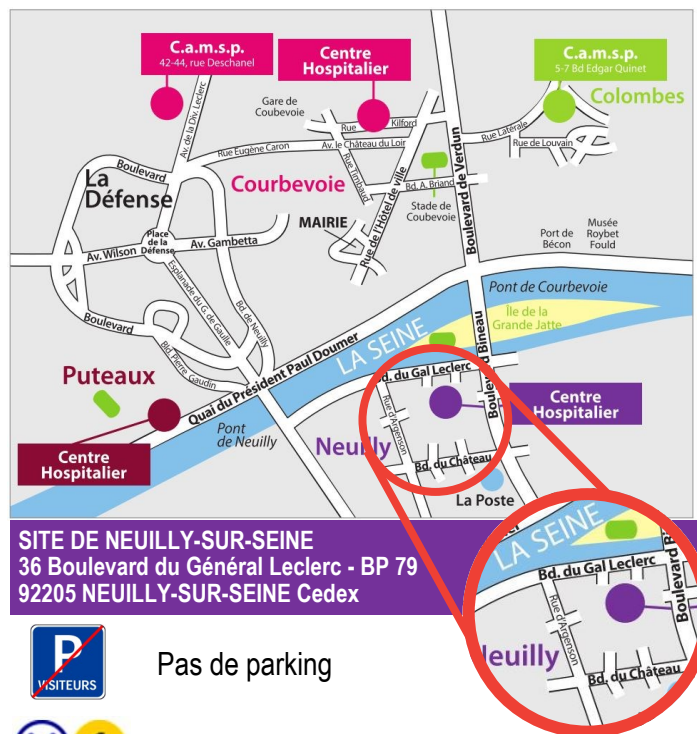 C.a.m.s.p.
42-44, rue Deschanel
Centre
Hospitalier
C.a.m.s.p.
5-7 Bd Edgar Quinet
Colombes
Gare de
Coubevoie
Rue Kilford
Av. de la Div. Leclerc
Rue Eugène Caron
Av. le Château du Loir
Rue Latérale
Rue de Louvain
Boulevard
La
Défense
Courbevoie
Rue Timbaud
Bd. A. Briand
Stade de
Coubevoie
Boulevard de Verdun
MAIRIE
Rue de l'Hôtel de ville
Place
de la
Défense
Av. Wilson
Av. Gambetta
Port de
Bécon
Musée
Roybet
Fould
Esplanade du G. de Gaulle
Bd. de Neuilly
Pont de Courbevoie
Boulevard
Bld. Pierre Gaudin
Île de la
Grande Jatte
LA SEINE
Quai du Président Paul Doumer
Boulevard Bineau
Puteaux
Bd. du Gal Leclerc
Centre
Hospitalier
Rue d'Argenson
Pont
de Neuilly
Neuilly
Centre
Hospitalier
Bd. du Château
La Poste
SITE DE NEUILLY-SUR-SEINE
36 Boulevard du Général Leclerc - BP 79
92205 NEUILLY-SUR-SEINE Cedex
LA SEINE
Bd. du Gal Leclerc
Boulevard Bi
Rue d'Argenson
leuilly
Bd. du Château
P
VISITEURS
Pas de parking